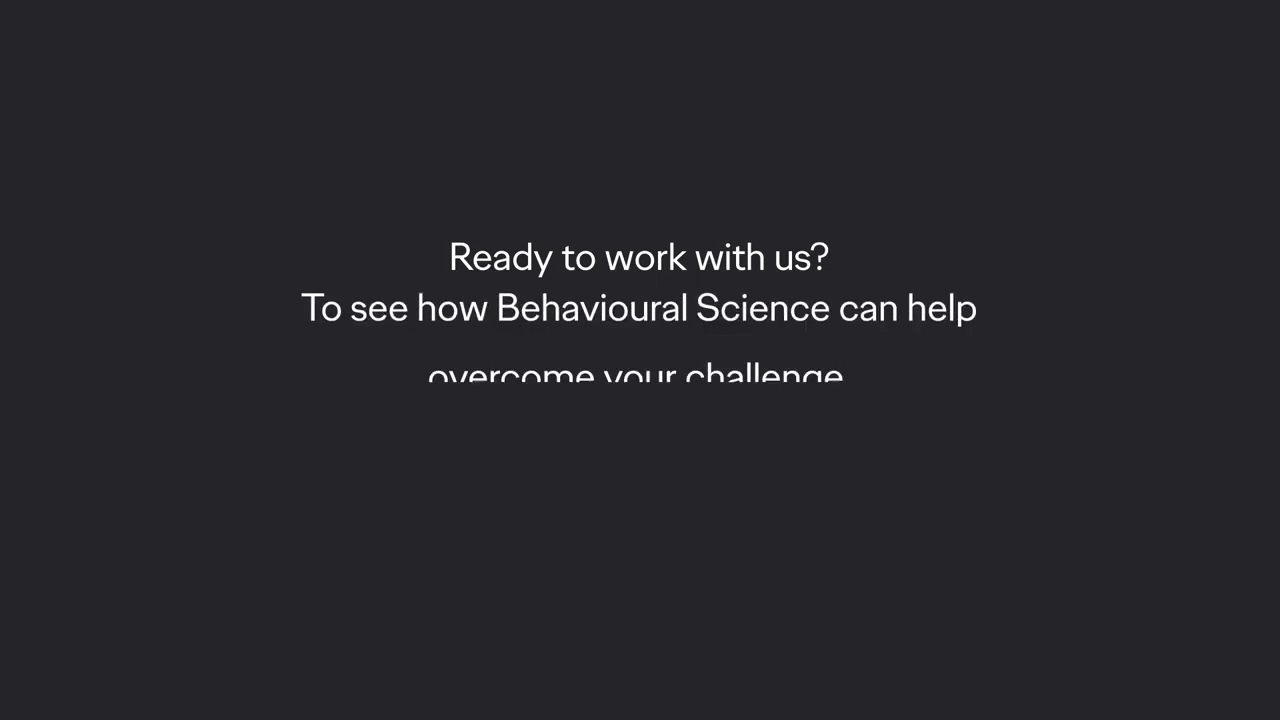 Ready to work with us?
To see how Behavioural Science can help
overcome your challenge